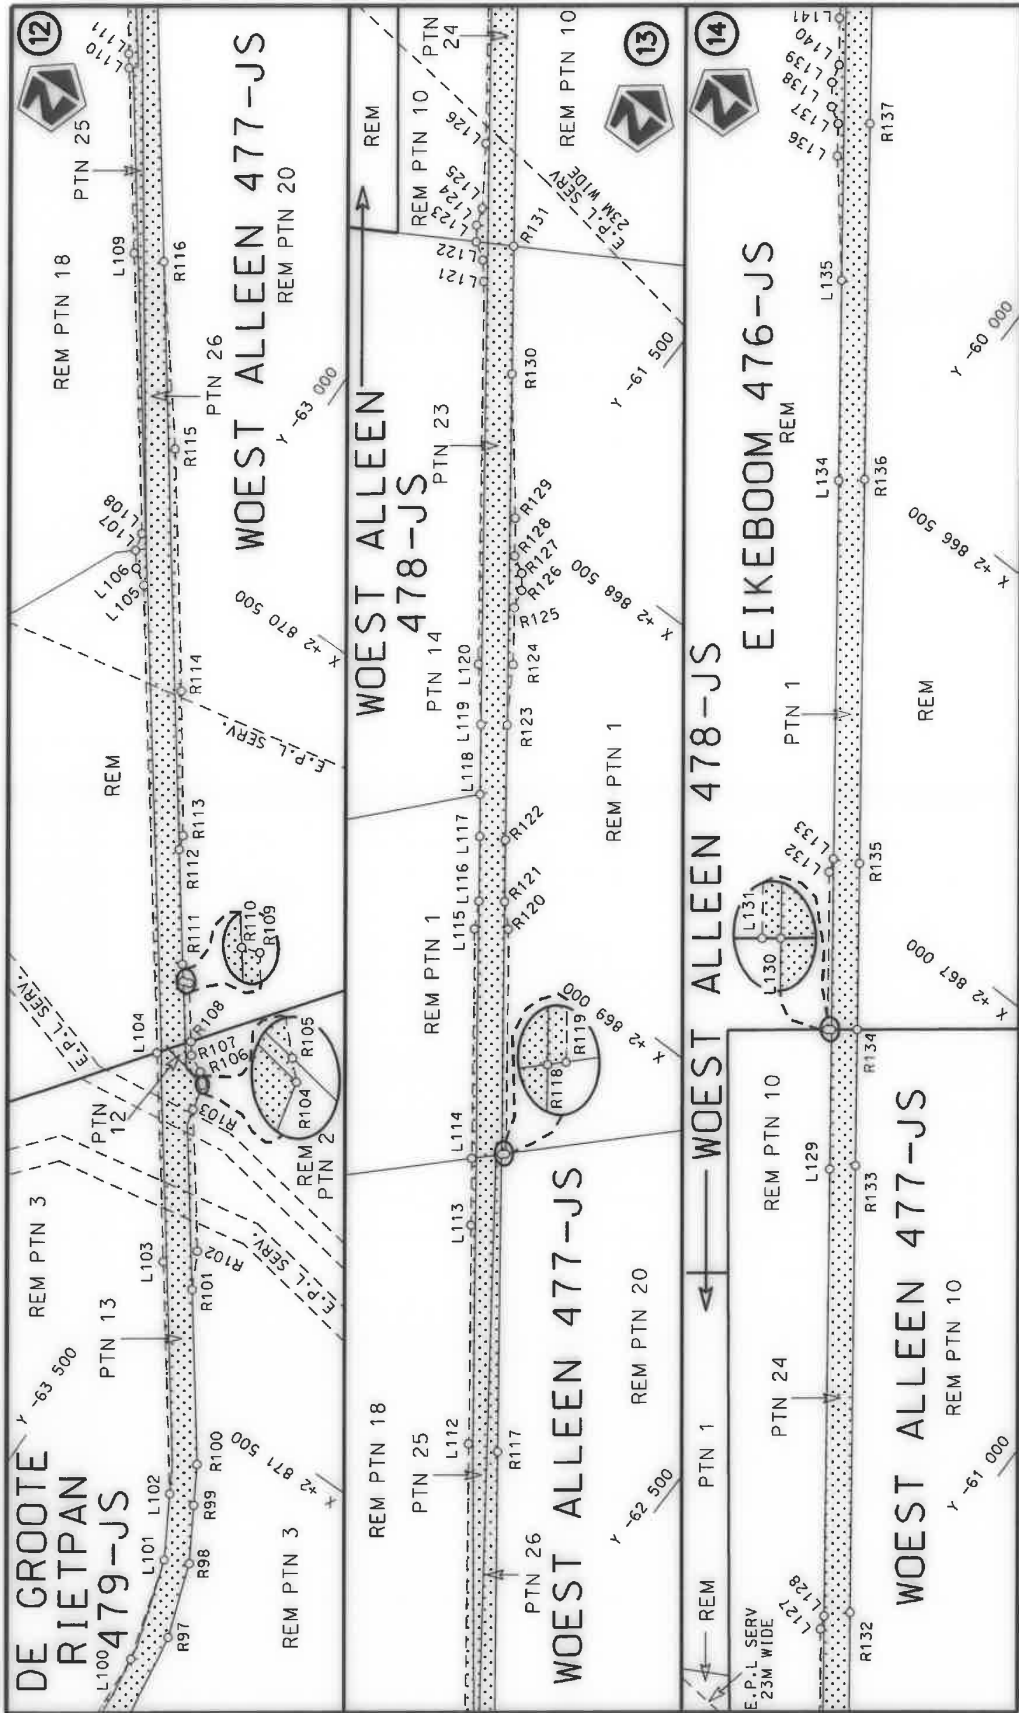 12
DE GROOTE
RIETPAN
479-JS
Y -63 500
PTN 13
REM PTN 3
REM PTN 3
L100
L101
L102
L103
L104
R97
R98
R99
R100
R101
R102
R103
X +2 871 500
E.P.L SERV.
E.P.L SERV.
PTN
12
REM
PTN 2
R104
R105
R106
R107
R108
R109
R110
R111
R112
R113
R114
R115
R116
REM
E.P.L SERV.
L105
L106
L107
L108
L109
L110
L111
X +2 870 500
REM PTN 18
PTN 25
PTN 26
Y -63 000
WOEST ALLEEN 477-JS
REM PTN 20
13
REM PTN 18
PTN 25
PTN 26
L112
L113
L114
L115
L116
L117
L118
L119
L120
L121
L122
L123
L124
L125
L126
R117
R118
R119
R120
R121
R122
R123
R124
R125
R126
R127
R128
R129
R130
R131
WOEST ALLEEN 477-JS
REM PTN 20
Y -62 500
X +2 869 000
REM PTN 1
REM PTN 1
PTN 14
WOEST ALLEEN
478-JS
PTN 23
X +2 868 500
Y -61 500
REM
REM PTN 10
PTN
24
REM PTN 10
E.P.L SERV
23M WIDE
14
REM
PTN 1
WOEST ALLEEN 478-JS
E.P.L SERV
23M WIDE
L127
L128
L129
L130
L131
L132
L133
L134
L135
L136
L137
L138
L139
L140
L141
R132
R133
R134
R135
R136
R137
PTN 24
REM PTN 10
REM PTN 10
WOEST ALLEEN 477-JS
Y -61 000
X +2 867 000
PTN 1
REM
EIKEBOOM 476-JS
REM
X +2 866 500
Y -60 000